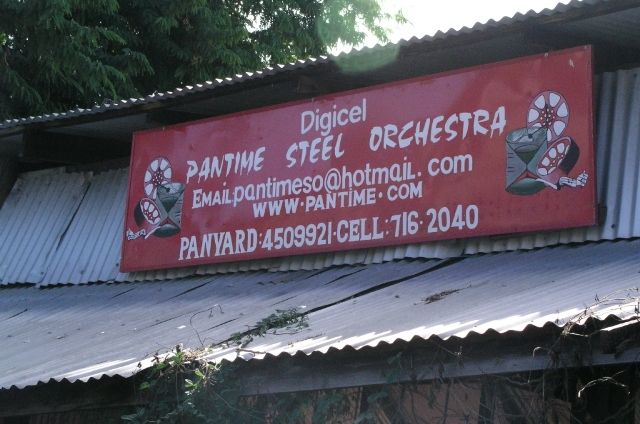 Digicel
PANTIME STEEL ORCHESTRA
EMAIL.pantimeso@hotmail.com
WWW.PANTIME.COM
PANYARD:4509921.CELL:716.2040